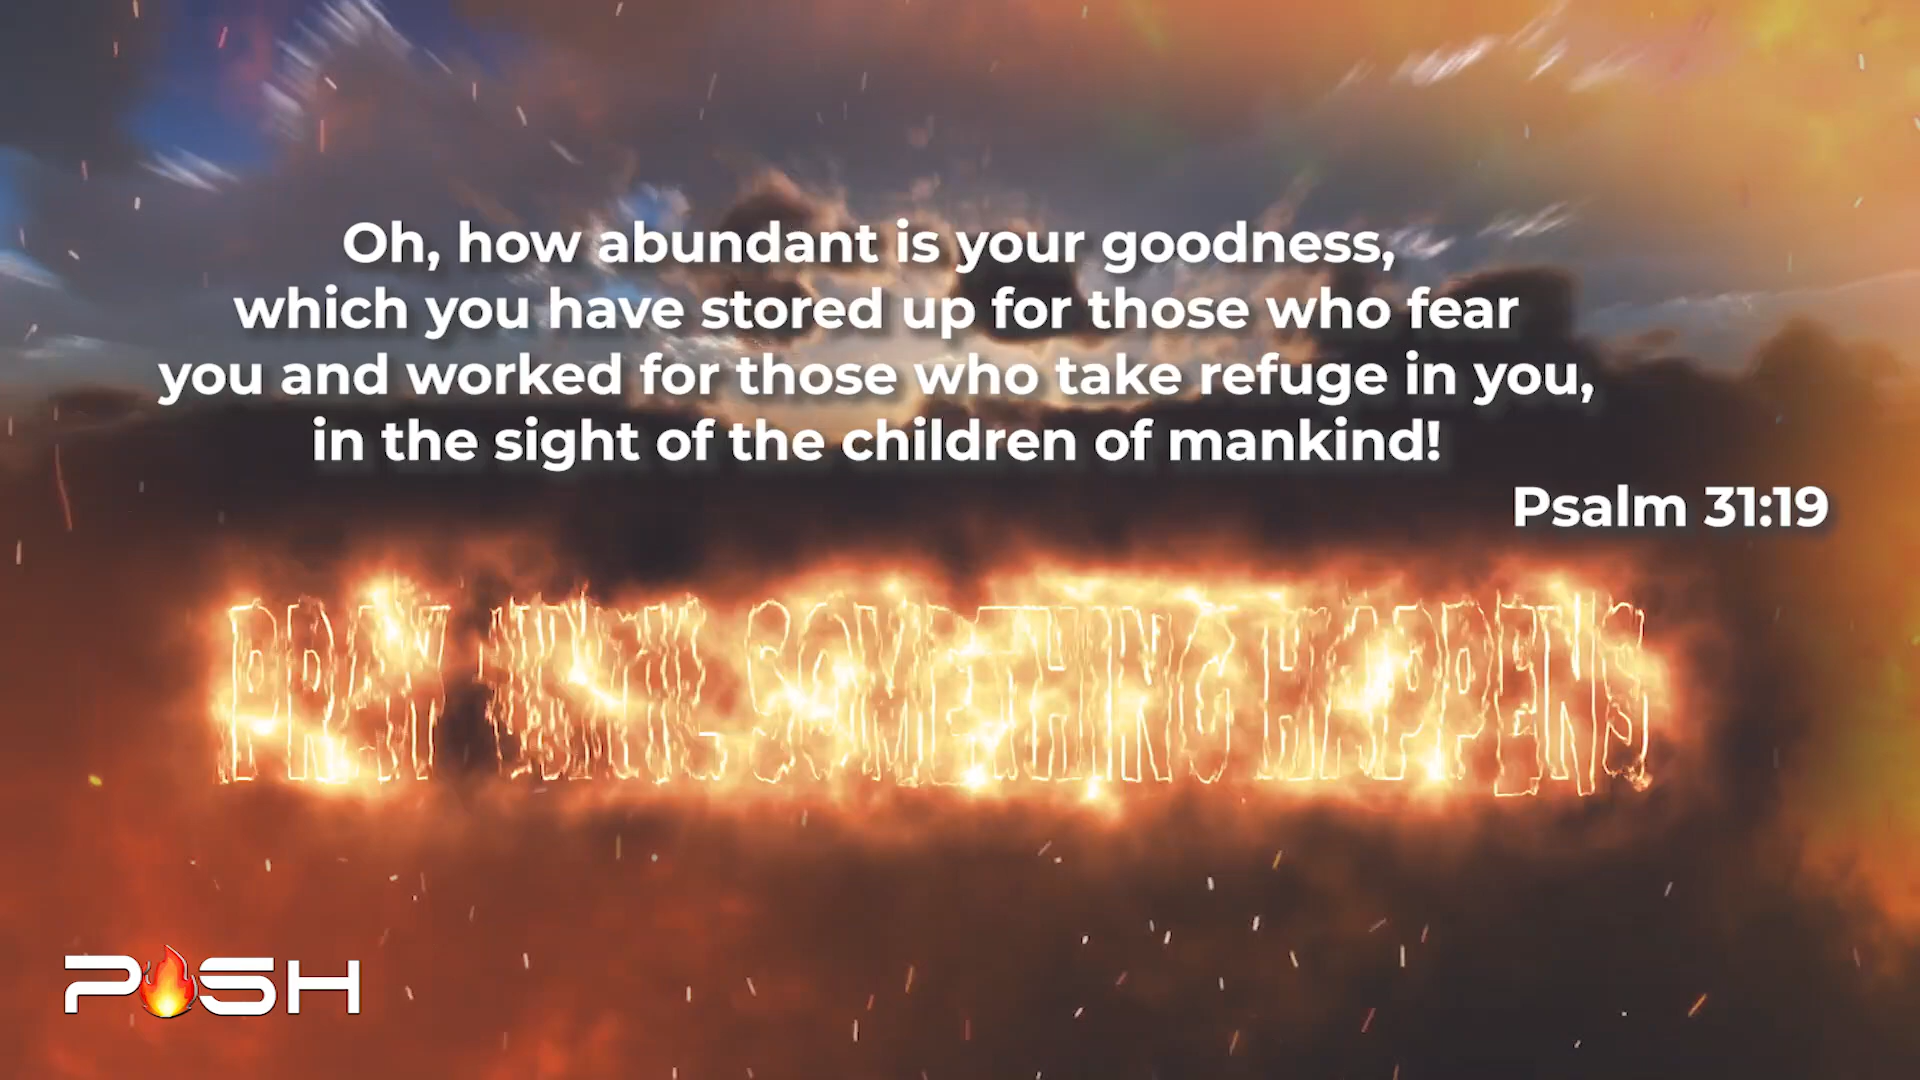 Oh, how abundant is your goodness,
which you have stored up for those who fear
you and worked for those who take refuge in you,
in the sight of the children of mankind!
Psalm 31:19
PRAY UNTIL SOMETHING HAPPENS
PUSH